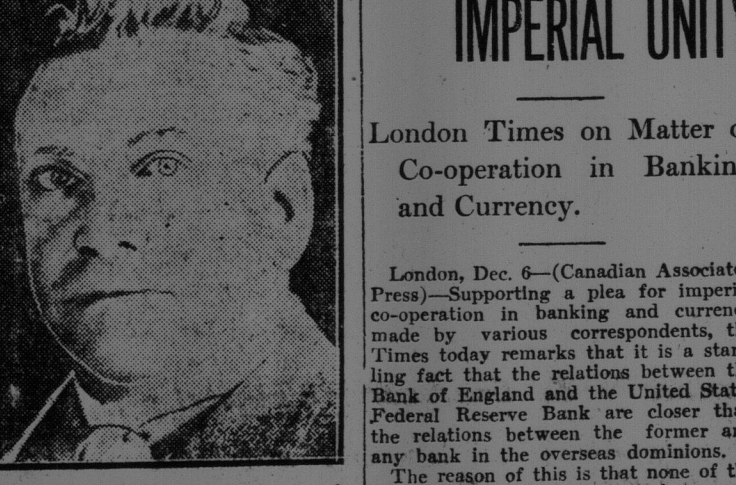 IMPERIAL UNITY
London Times on Matter
Co-operation in Bankin
and Currency.
London, Dec. 6—(Canadian Associat
Press)—Supporting a plea for imperi
co-operation in banking and curren
made by various correspondents, t
Times today remarks that it is a star
ling fact that the relations between t
Bank of England and the United Stat
Federal Reserve Bank are closer tha
the relations between the former a
any bank in the overseas dominions.
The reason of this is that none of t